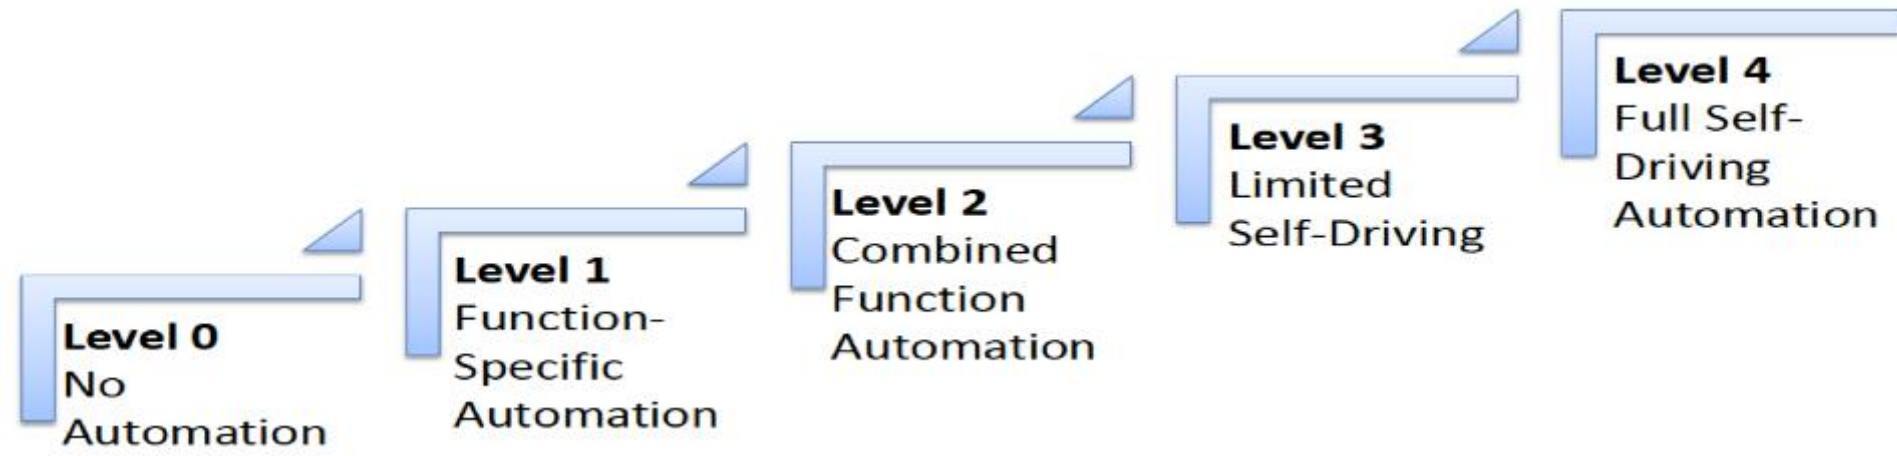 Level 0
No
Automation
Level 1
Function-
Specific
Automation
Level 2
Combined
Function
Automation
Level 3
Limited
Self-Driving
Level 4
Full Self-
Driving
Automation